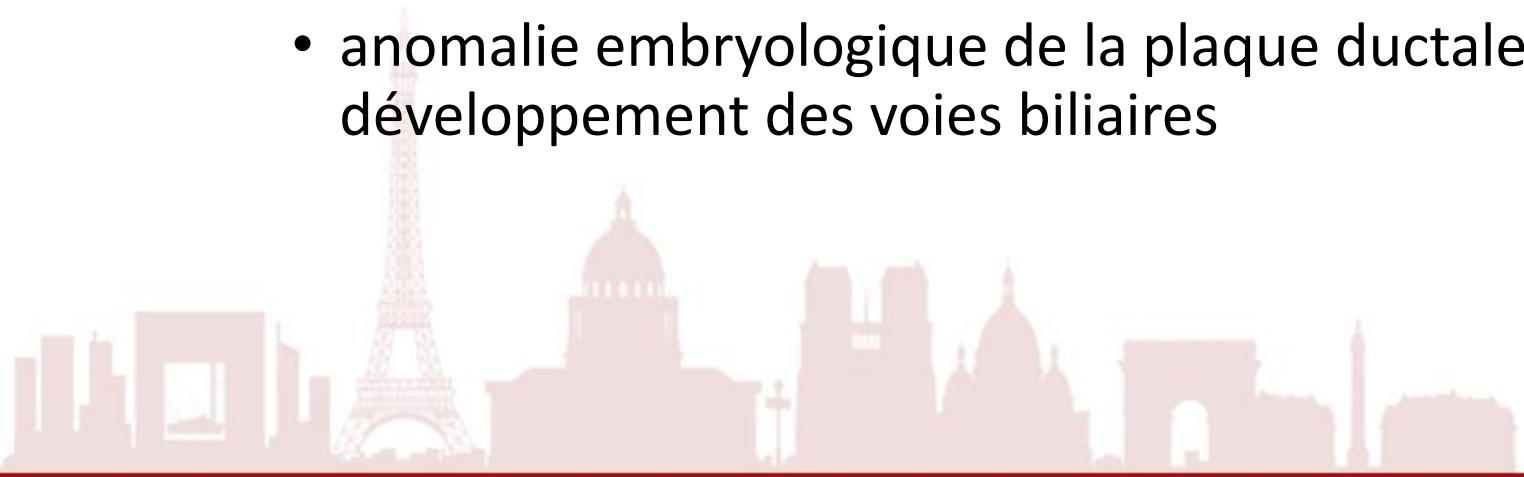 • anomalie embryologique de la plaque ductale
développement des voies biliaires